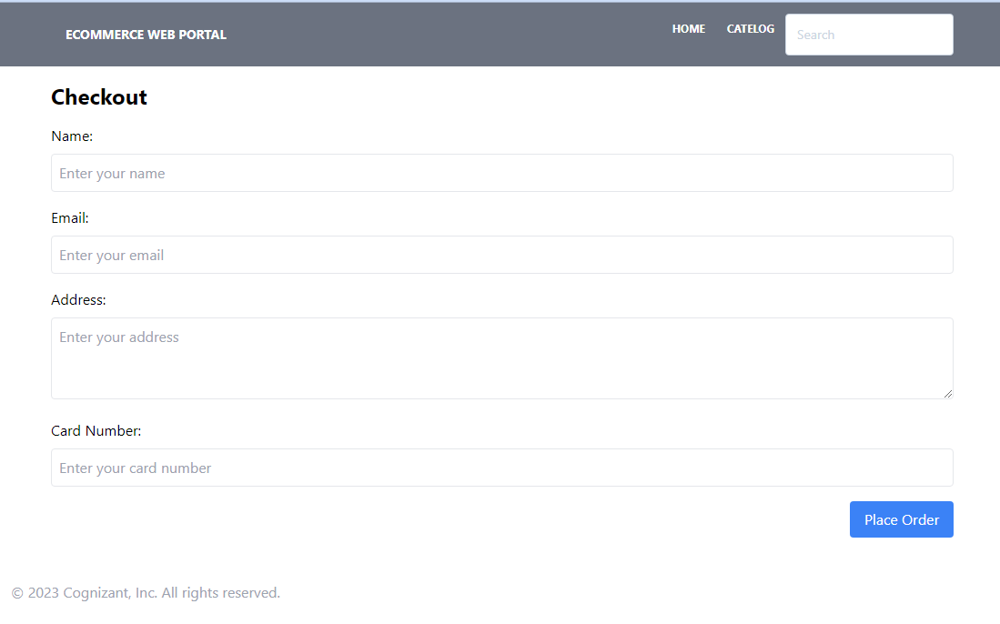 ECOMMERCE WEB PORTAL
HOME CATELOG Search
Checkout
Name:
Enter your name
Email:
Enter your email
Address:
Enter your address
Card Number:
Enter your card number
Place Order
© 2023 Cognizant, Inc. All rights reserved.